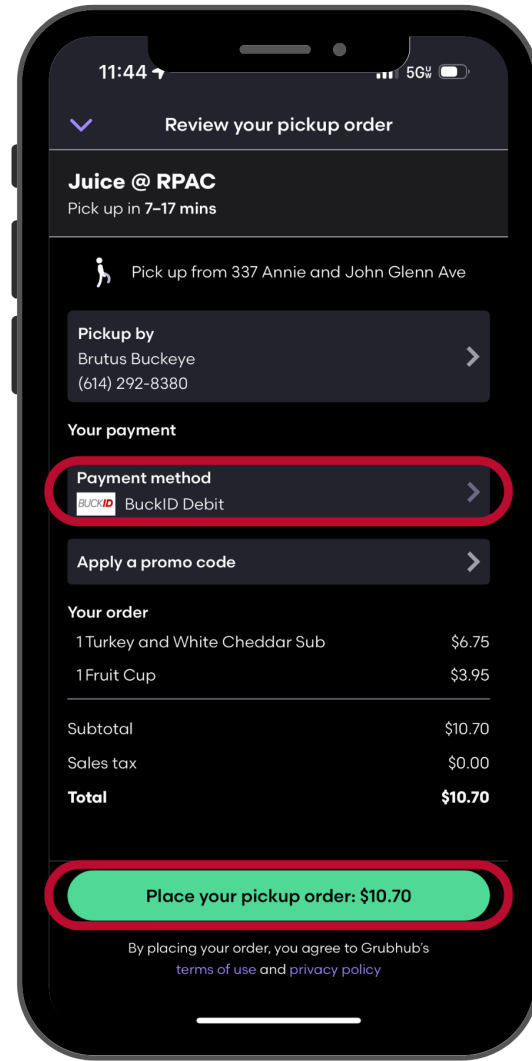 11:44
5GW
Review your pickup order
Juice @ RPAC
Pick up in 7–17 mins
Pick up from 337 Annie and John Glenn Ave
Pickup by
Brutus Buckeye
(614) 292-8380
Your payment
Payment method
BUCKID BuckID Debit
Apply a promo code
Your order
1 Turkey and White Cheddar Sub $6.75
1 Fruit Cup $3.95
Subtotal $10.70
Sales tax $0.00
Total $10.70
Place your pickup order: $10.70
By placing your order, you agree to Grubhub's
terms of use and privacy policy